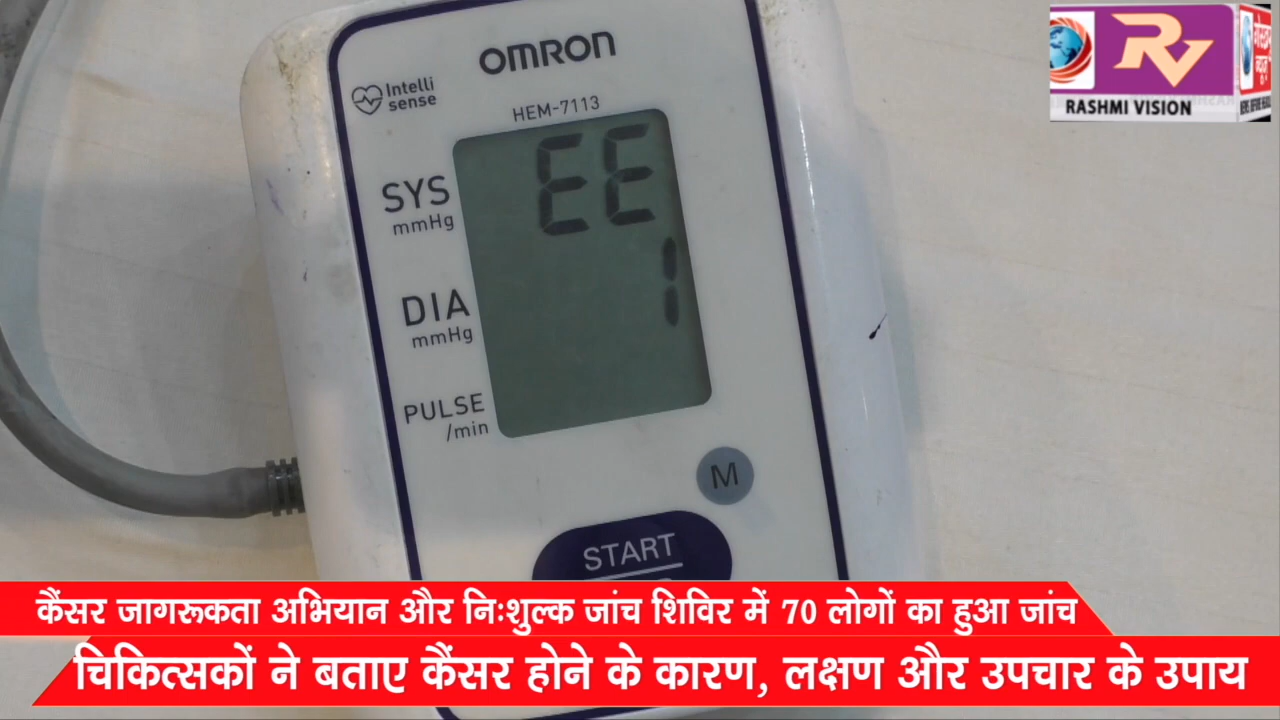 OMRON
Intelli
sense
HEM-7113
EE
SYS
mmHg
1
DIA
mmHg
PULSE
/min
M
START
RV
RASHMI VISION
कैंसर जागरूकता अभियान और निःशुल्क जांच शिविर में 70 लोगों का हुआ जांच
चिकित्सकों ने बताए कैंसर होने के कारण, लक्षण और उपचार के उपाय